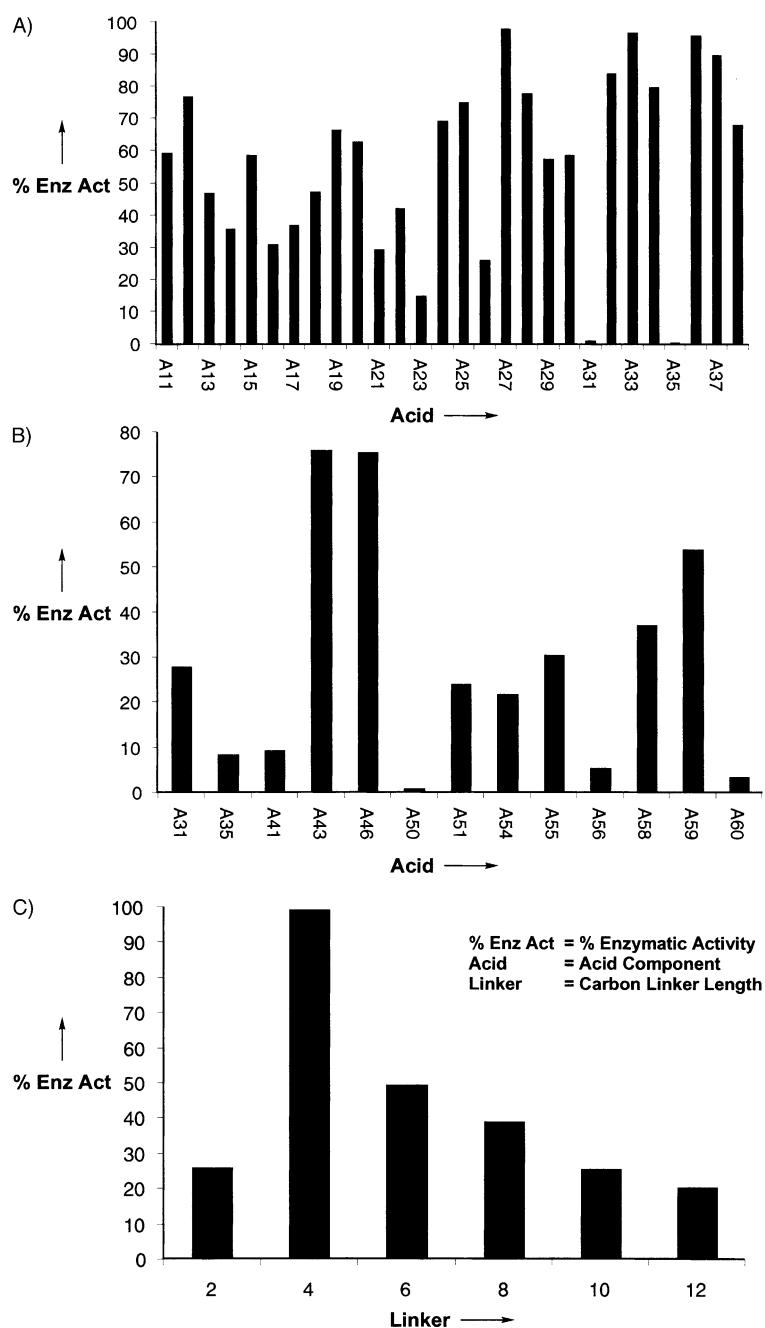 A)
100
90
80
70
60
50
40
30
20
10
0
% Enz Act
A11 A13 A15 A17 A19 A21 A23 A25 A27 A29 A31 A33 A35 A37
Acid
B)
80
70
60
50
40
30
20
10
0
% Enz Act
A31 A35 A41 A43 A46 A50 A51 A54 A55 A56 A58 A59 A60
Acid
C)
100
90
80
70
60
50
40
30
20
10
0
% Enz Act
% Enz Act = % Enzymatic Activity
Acid = Acid Component
Linker = Carbon Linker Length
2 4 6 8 10 12
Linker